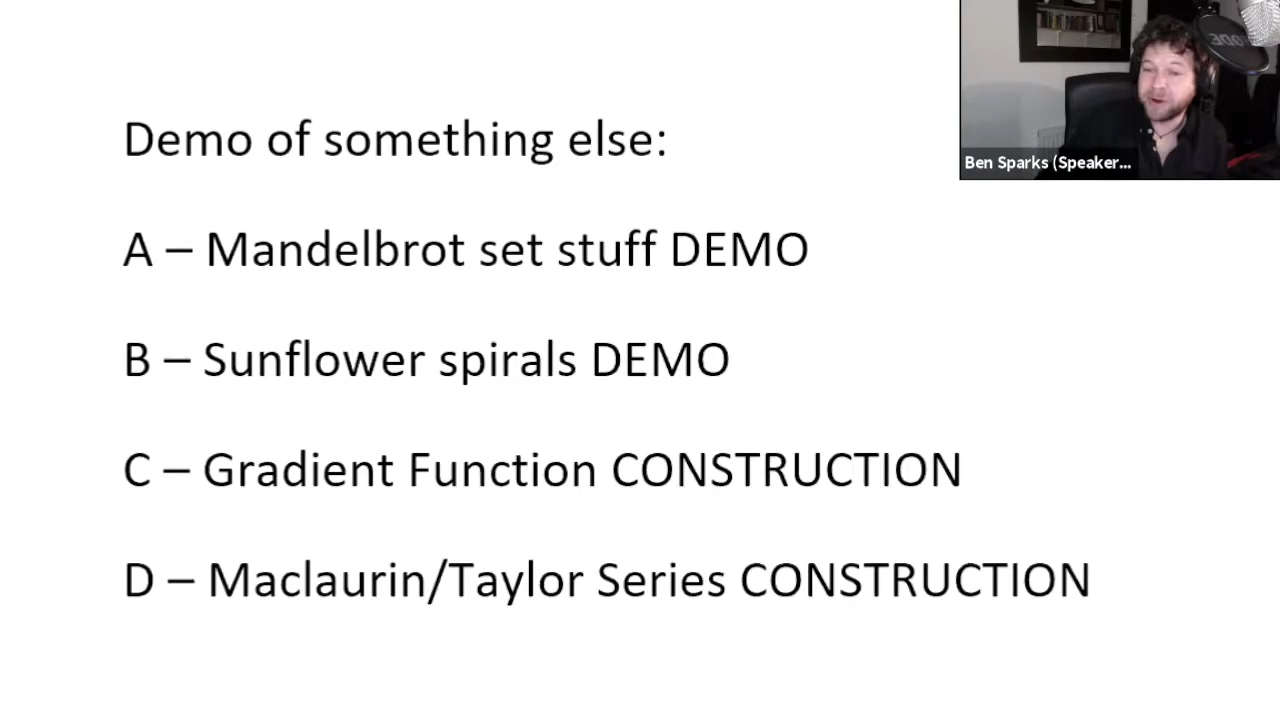 Demo of something else:
A – Mandelbrot set stuff DEMO
B – Sunflower spirals DEMO
C – Gradient Function CONSTRUCTION
D – Maclaurin/Taylor Series CONSTRUCTION
Ben Sparks (Speaker...